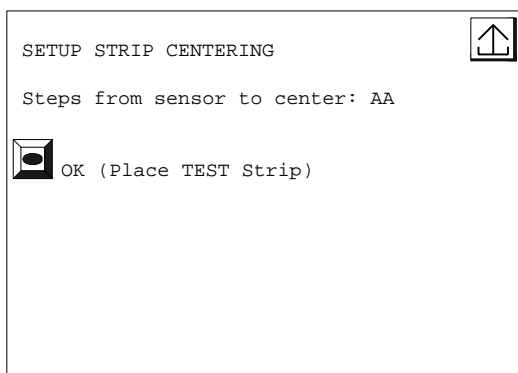 SETUP STRIP CENTERING
Steps from sensor to center: AA
OK (Place TEST Strip)